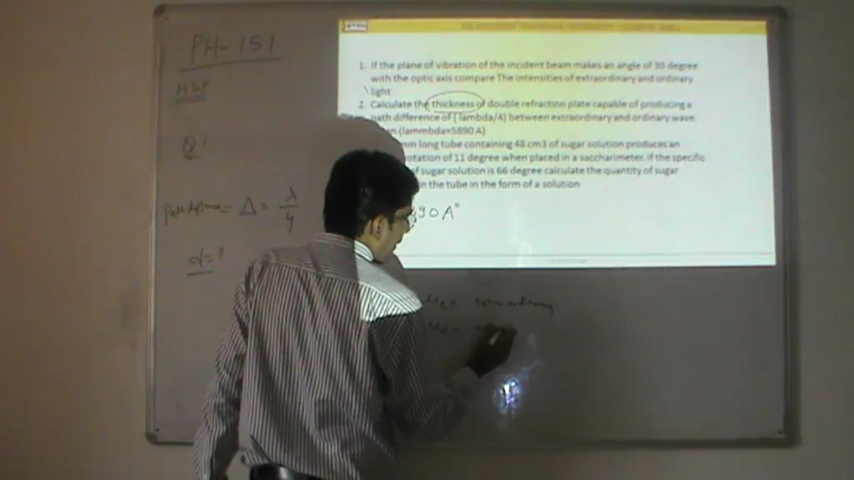 PH-151
HSP
1. If the plane of vibration of the incident beam makes an angle of 30 degree
with the optic axis compare The intensities of extraordinary and ordinary
light
2. Calculate the thickness of double refraction plate capable of producing a
path difference of ( lambda/4) between extraordinary and ordinary wave.
(lammbda=5890 A)
mm long tube containing 48 cm3 of sugar solution produces an
rotation of 11 degree when placed in a saccharimeter. If the specific
of sugar solution is 66 degree calculate the quantity of sugar
in the tube in the form of a solution
Δ = λ/4
90 A°
d = ?